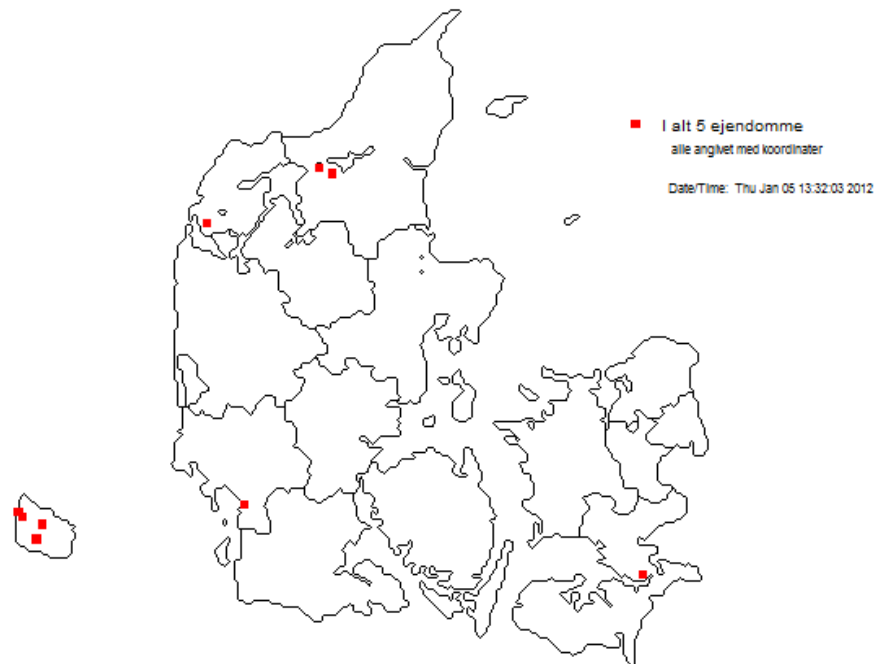 I alt 5 ejendomme
alle angivet med koordinater
Date/Time: Thu Jan 05 13:32:03 2012